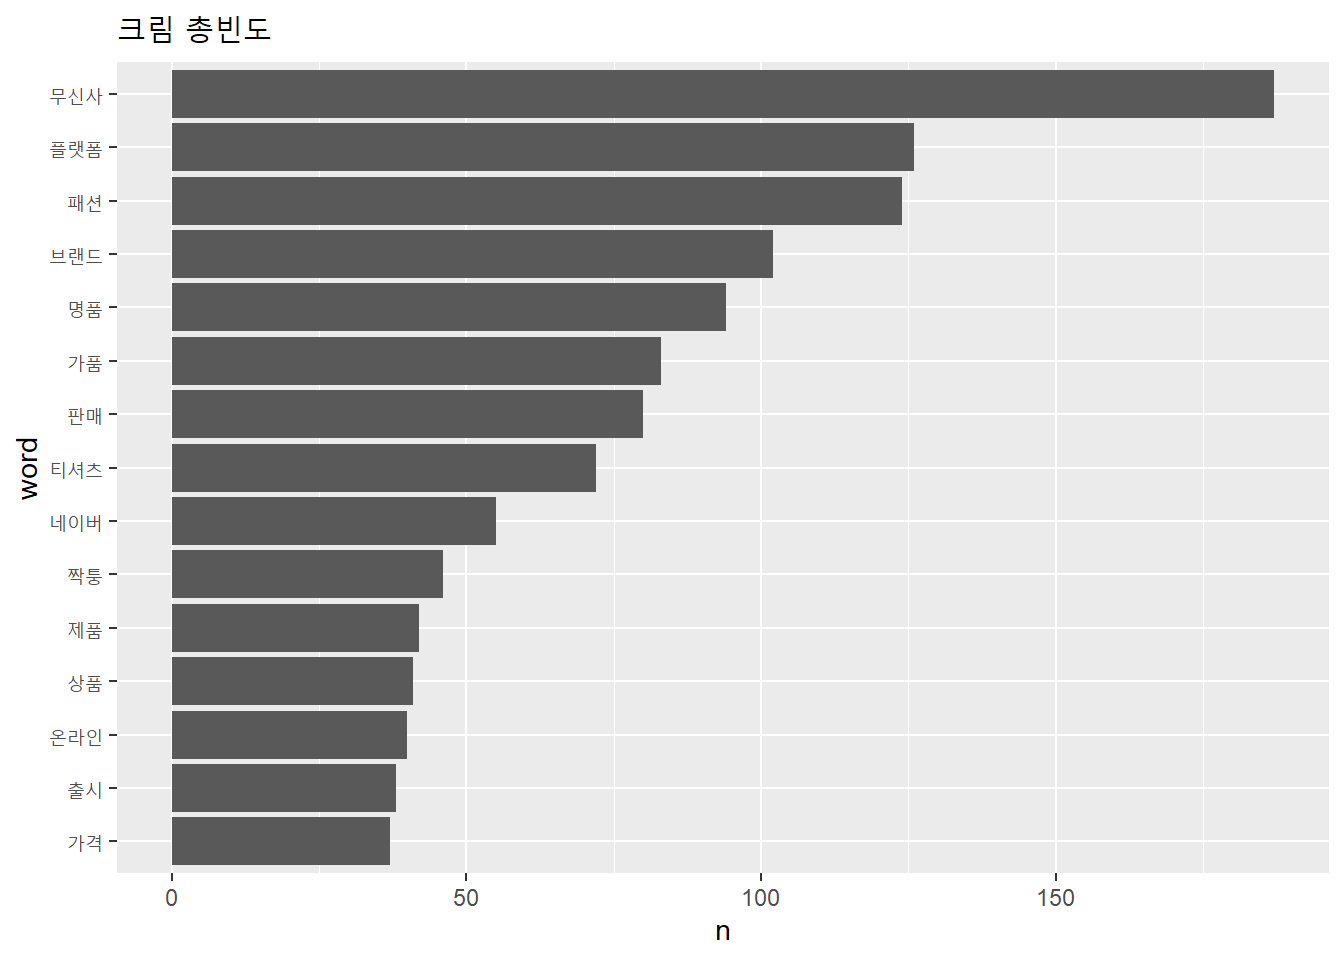 크림 총빈도
무신사
플랫폼
패션
브랜드
명품
가품
판매
티셔츠
네이버
짝퉁
제품
상품
온라인
출시
가격
word
0 50 100 150
n